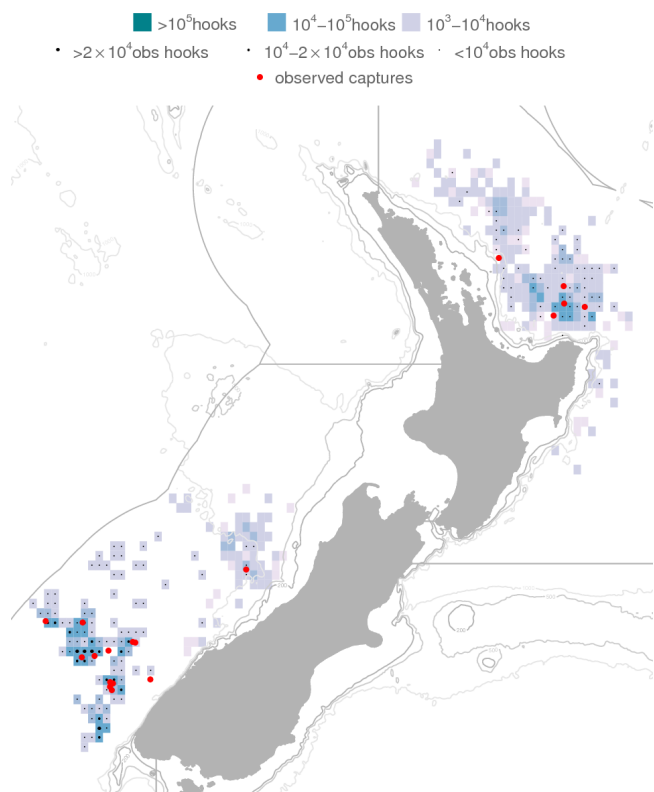 >10⁵hooks 10⁴−10⁵hooks 10³−10⁴hooks
>2×10⁴obs hooks 10⁴−2×10⁴obs hooks <10⁴obs hooks
observed captures